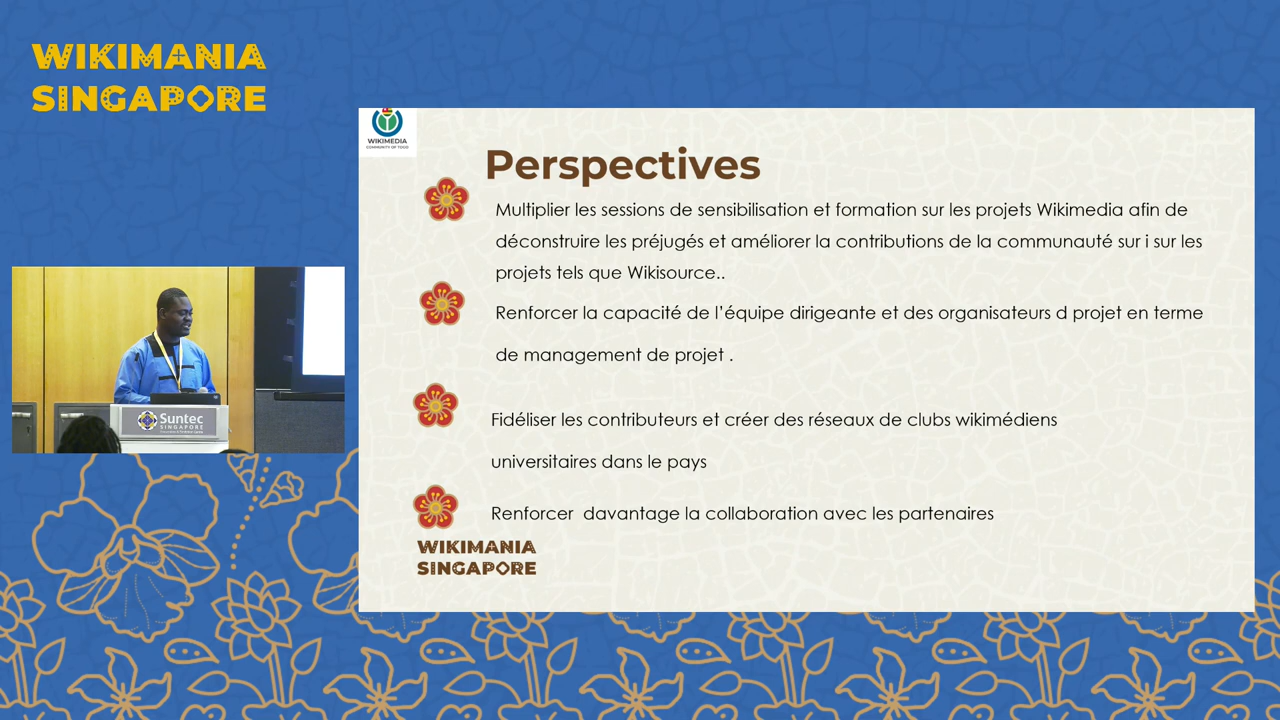 WIKIMANIA
SINGAPORE
WIKIMEDIA
COMMUNITY OF TOGO
Perspectives
Multiplier les sessions de sensibilisation et formation sur les projets Wikimedia afin de
déconstruire les préjugés et améliorer la contributions de la communauté sur i sur les
projets tels que Wikisource..
Renforcer la capacité de l'équipe dirigeante et des organisateurs d projet en terme
de management de projet .
Fidéliser les contributeurs et créer des réseaux de clubs wikimédiens
universitaires dans le pays
Renforcer  davantage la collaboration avec les partenaires
WIKIMANIA
SINGAPORE
Suntec
SINGAPORE